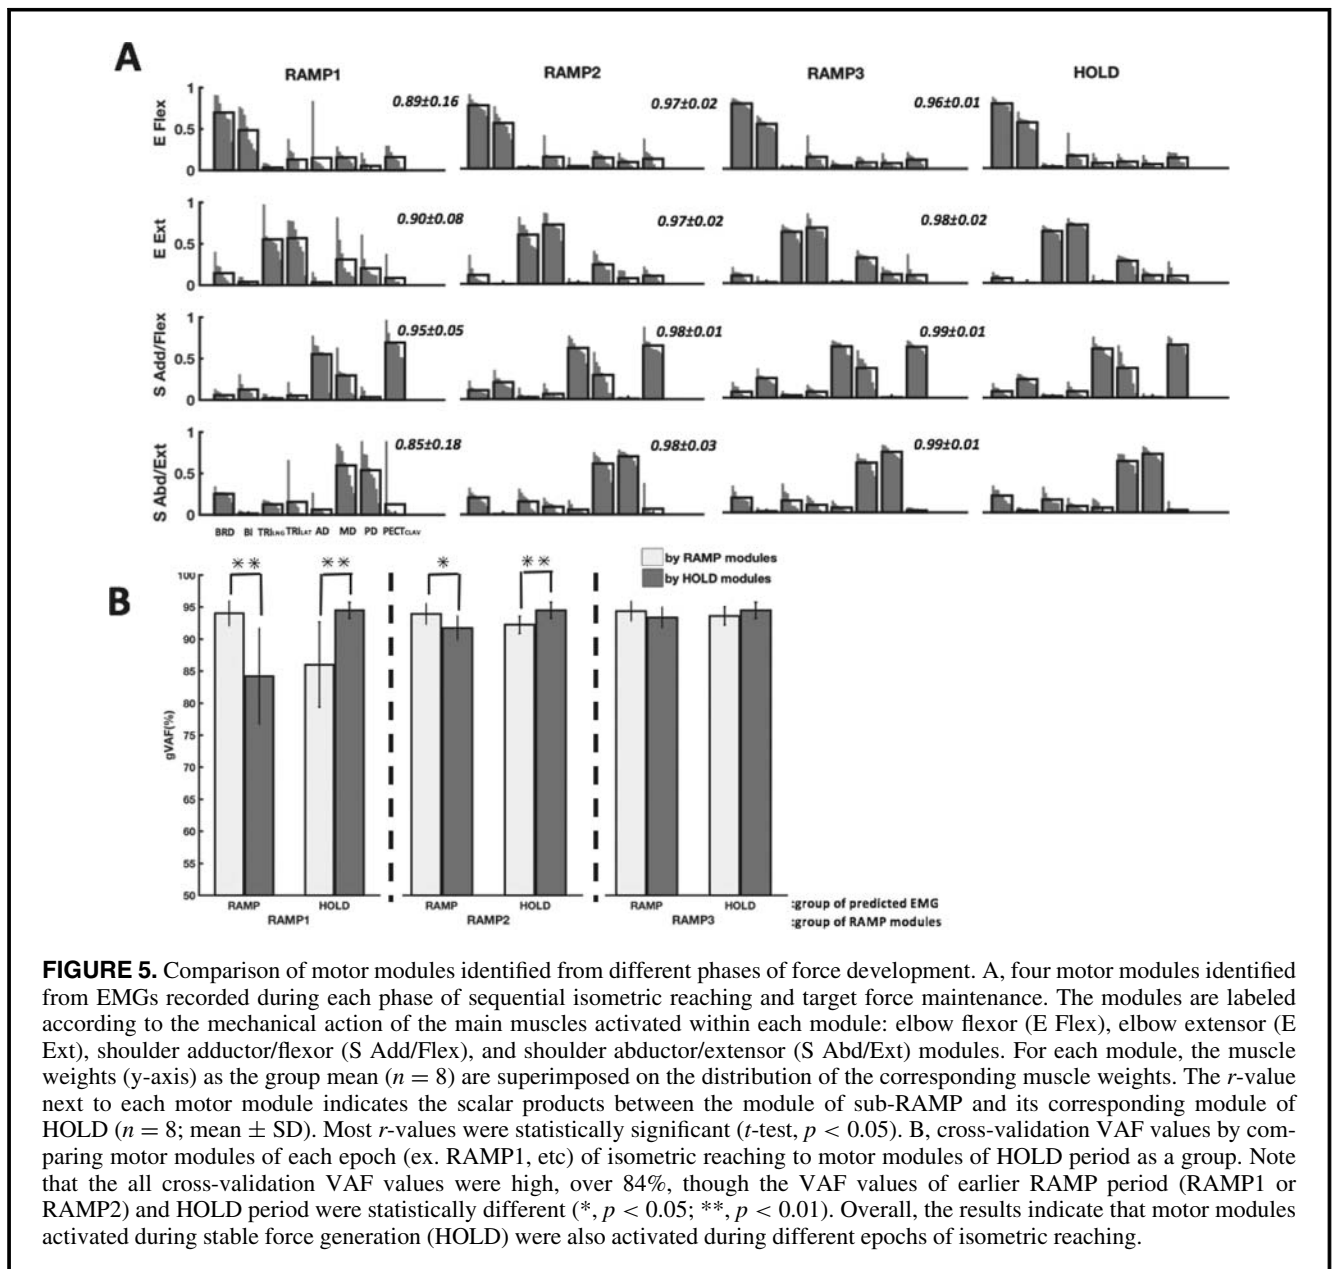 A
RAMP1 RAMP2 RAMP3 HOLD
E Flex
1
0.5
0
0.89±0.16 0.97±0.02 0.96±0.01
E Ext
1
0.5
0
0.90±0.08 0.97±0.02 0.98±0.02
S Add/Flex
1
0.5
0
0.95±0.05 0.98±0.01 0.99±0.01
S Abd/Ext
1
0.5
0
0.85±0.18 0.98±0.03 0.99±0.01
BRD BI TRILNG TRILAT AD MD PD PECTCLAV
B
by RAMP modules
by HOLD modules
** ** * **
gVAF(%)
100
95
90
85
80
75
70
65
60
55
50
RAMP HOLD RAMP HOLD RAMP HOLD :group of predicted EMG
RAMP1 RAMP2 RAMP3 :group of RAMP modules
FIGURE 5. Comparison of motor modules identified from different phases of force development. A, four motor modules identified
from EMGs recorded during each phase of sequential isometric reaching and target force maintenance. The modules are labeled
according to the mechanical action of the main muscles activated within each module: elbow flexor (E Flex), elbow extensor (E
Ext), shoulder adductor/flexor (S Add/Flex), and shoulder abductor/extensor (S Abd/Ext) modules. For each module, the muscle
weights (y-axis) as the group mean (n = 8) are superimposed on the distribution of the corresponding muscle weights. The r-value
next to each motor module indicates the scalar products between the module of sub-RAMP and its corresponding module of
HOLD (n = 8; mean ± SD). Most r-values were statistically significant (t-test, p < 0.05). B, cross-validation VAF values by com-
paring motor modules of each epoch (ex. RAMP1, etc) of isometric reaching to motor modules of HOLD period as a group. Note
that the all cross-validation VAF values were high, over 84%, though the VAF values of earlier RAMP period (RAMP1 or
RAMP2) and HOLD period were statistically different (*, p < 0.05; **, p < 0.01). Overall, the results indicate that motor modules
activated during stable force generation (HOLD) were also activated during different epochs of isometric reaching.